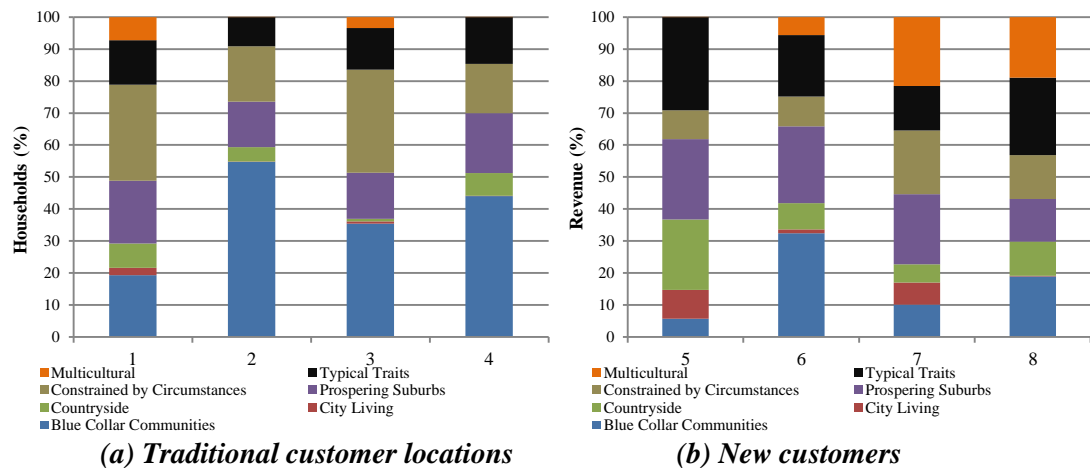 Households (%)
100
90
80
70
60
50
40
30
20
10
0
1 2 3 4
Multicultural Typical Traits
Constrained by Circumstances Prospering Suburbs
Countryside City Living
Blue Collar Communities
(a) Traditional customer locations
Revenue (%)
100
90
80
70
60
50
40
30
20
10
0
5 6 7 8
Multicultural Typical Traits
Constrained by Circumstances Prospering Suburbs
Countryside City Living
Blue Collar Communities
(b) New customers